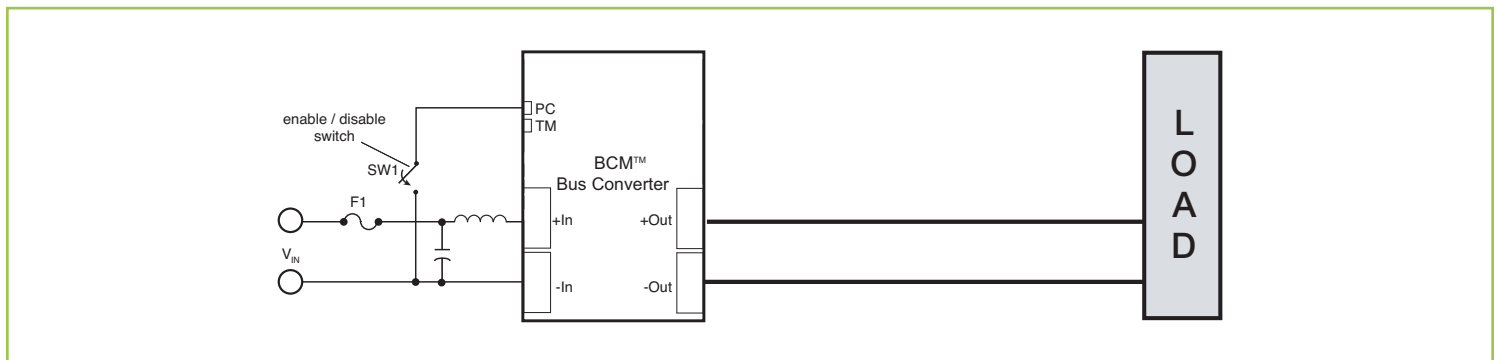 enable / disable
switch
SW1
F1
V_IN
PC
TM
BCM™
Bus Converter
+In
+Out
-In
-Out
L
O
A
D